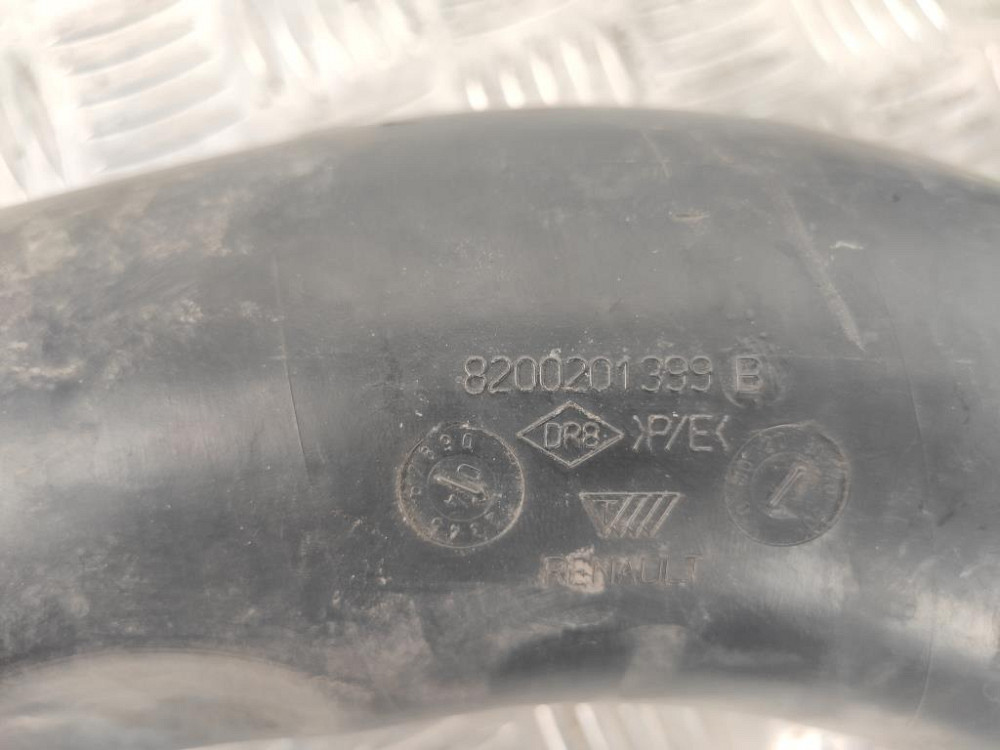 8200201399 B
DR8 >P/E<
RENAULT